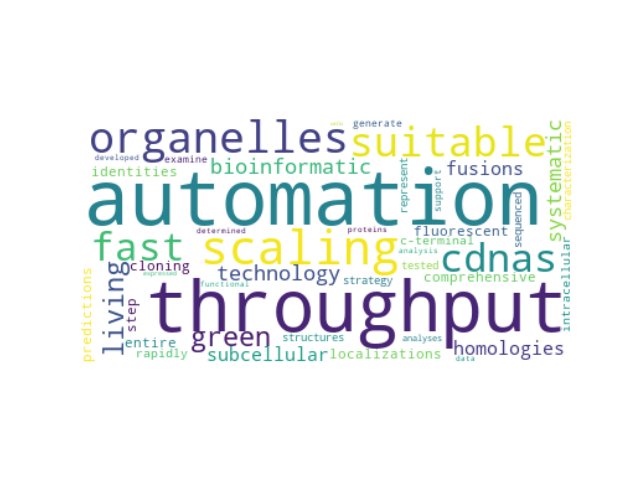 organelles
suitable
generate
developed
examine
identities
bioinformatic
represent
support
fusions
systematic
characterization
automation
sequenced
determined
proteins
fluorescent
fast
scaling
c-terminal
analysis
cdnas
intracellular
cloning
expressed
technology
tested
comprehensive
functional
strategy
predictions
living
step
throughput
green
structures
analyses
homologies
entire
rapidly
subcellular
localizations
data